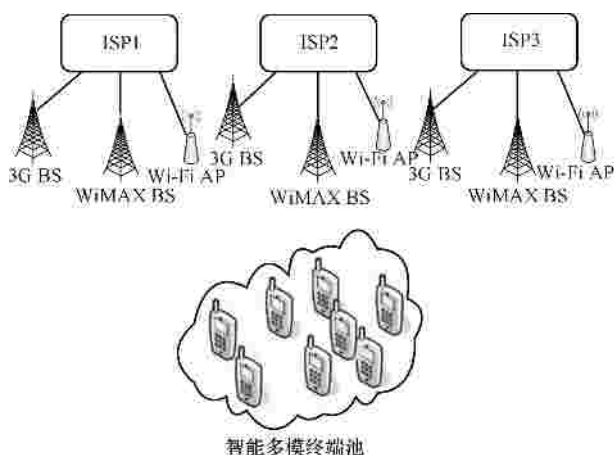 ISP1
ISP2
ISP3
3G BS
WiMAX BS
Wi-Fi AP
3G BS
WiMAX BS
Wi-Fi AP
3G BS
WiMAX BS
Wi-Fi AP
智能多模终端池